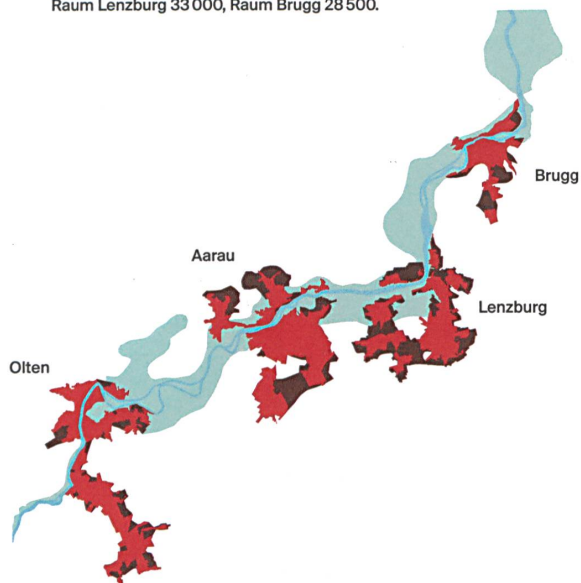 Raum Lenzburg 33 000, Raum Brugg 28 500.
Brugg
Aarau
Lenzburg
Olten